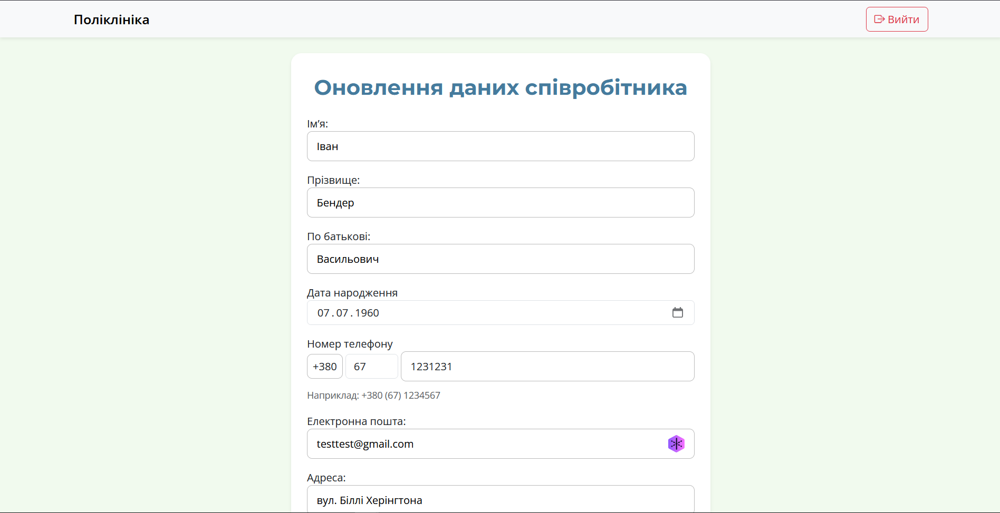 Поліклініка
Вийти
Оновлення даних співробітника
Ім’я:
Іван
Прізвище:
Бендер
По батькові:
Васильович
Дата народження
07.07.1960
Номер телефону
+380 67 1231231
Наприклад: +380 (67) 1234567
Електронна пошта:
testtest@gmail.com
Адреса:
вул. Біллі Херінгтона